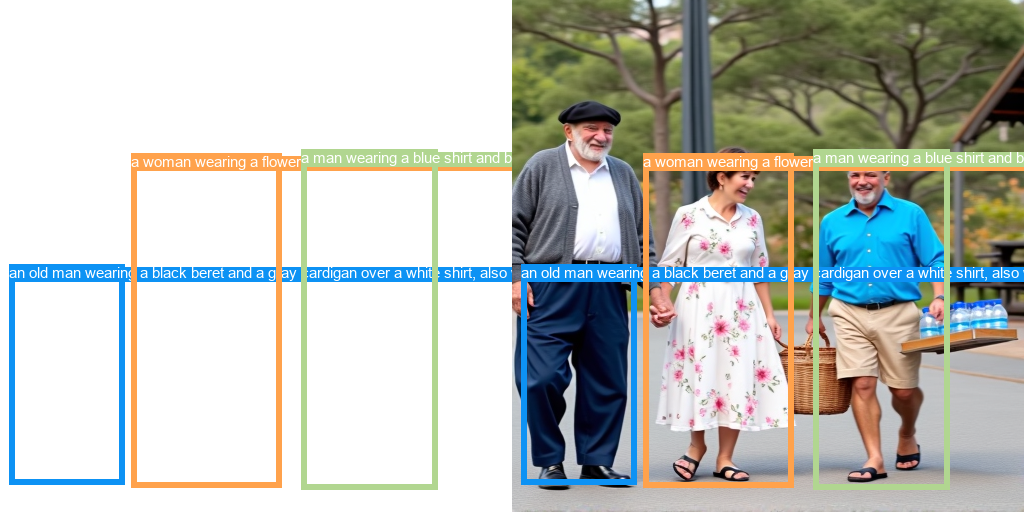 a woman wearing a flower
a man wearing a blue shirt and b
an old man wearing a black beret and a gray cardigan over a white shirt, also
a woman wearing a flower
a man wearing a blue shirt and b
an old man wearing a black beret and a gray cardigan over a white shirt, also